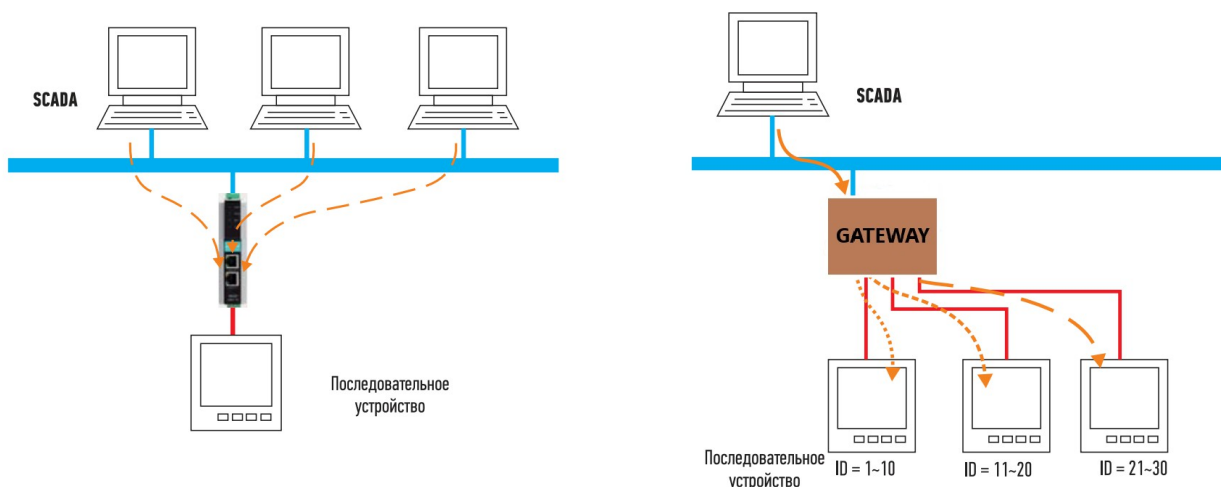 SCADA
Последовательное
устройство
SCADA
GATEWAY
Последовательное
устройство
ID = 1~10
ID = 11~20
ID = 21~30